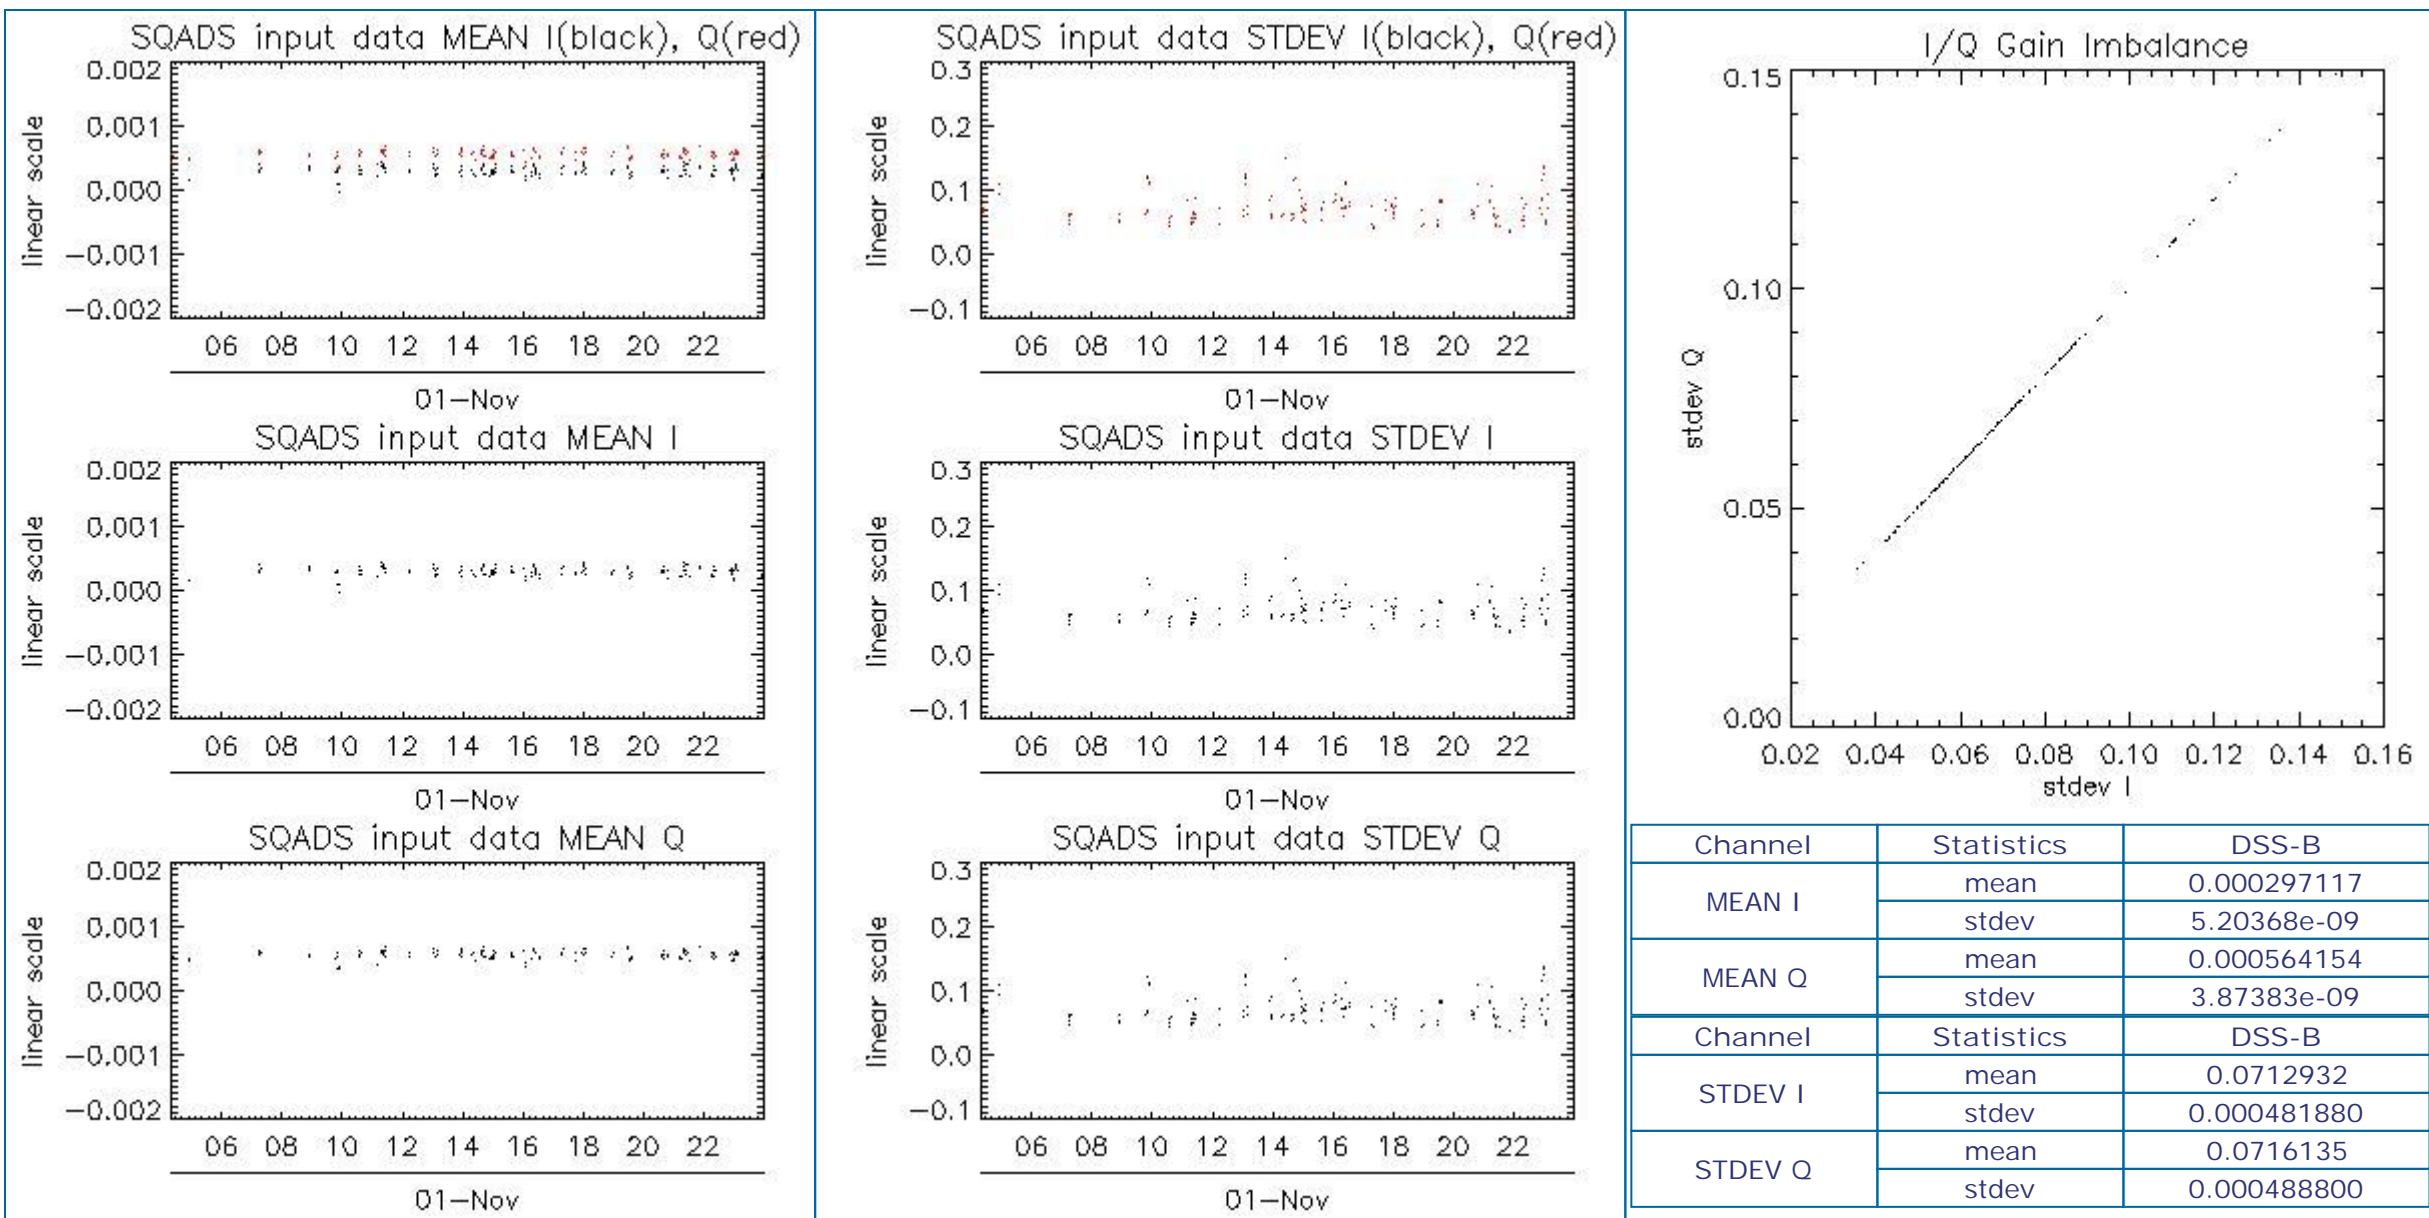 SQADS input data MEAN I(black), Q(red)
0.002
0.001
0.000
−0.001
−0.002
linear scale
06 08 10 12 14 16 18 20 22
01−Nov
SQADS input data MEAN I
0.002
0.001
0.000
−0.001
−0.002
linear scale
06 08 10 12 14 16 18 20 22
01−Nov
SQADS input data MEAN Q
0.002
0.001
0.000
−0.001
−0.002
linear scale
06 08 10 12 14 16 18 20 22
01−Nov
SQADS input data STDEV I(black), Q(red)
0.3
0.2
0.1
0.0
−0.1
linear scale
06 08 10 12 14 16 18 20 22
01−Nov
SQADS input data STDEV I
0.3
0.2
0.1
0.0
−0.1
linear scale
06 08 10 12 14 16 18 20 22
01−Nov
SQADS input data STDEV Q
0.3
0.2
0.1
0.0
−0.1
linear scale
06 08 10 12 14 16 18 20 22
01−Nov
I/Q Gain Imbalance
0.15
0.10
0.05
0.00
stdev Q
0.02 0.04 0.06 0.08 0.10 0.12 0.14 0.16
stdev I
Channel Statistics DSS-B
MEAN I mean 0.000297117
stdev 5.20368e-09
MEAN Q mean 0.000564154
stdev 3.87383e-09
Channel Statistics DSS-B
STDEV I mean 0.0712932
stdev 0.000481880
STDEV Q mean 0.0716135
stdev 0.000488800